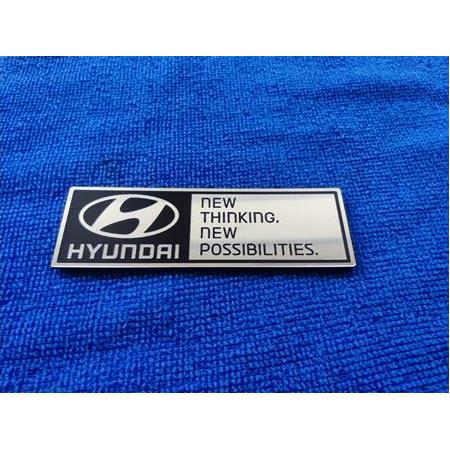 HYUNDAI
NEW
THINKING.
NEW
POSSIBILITIES.